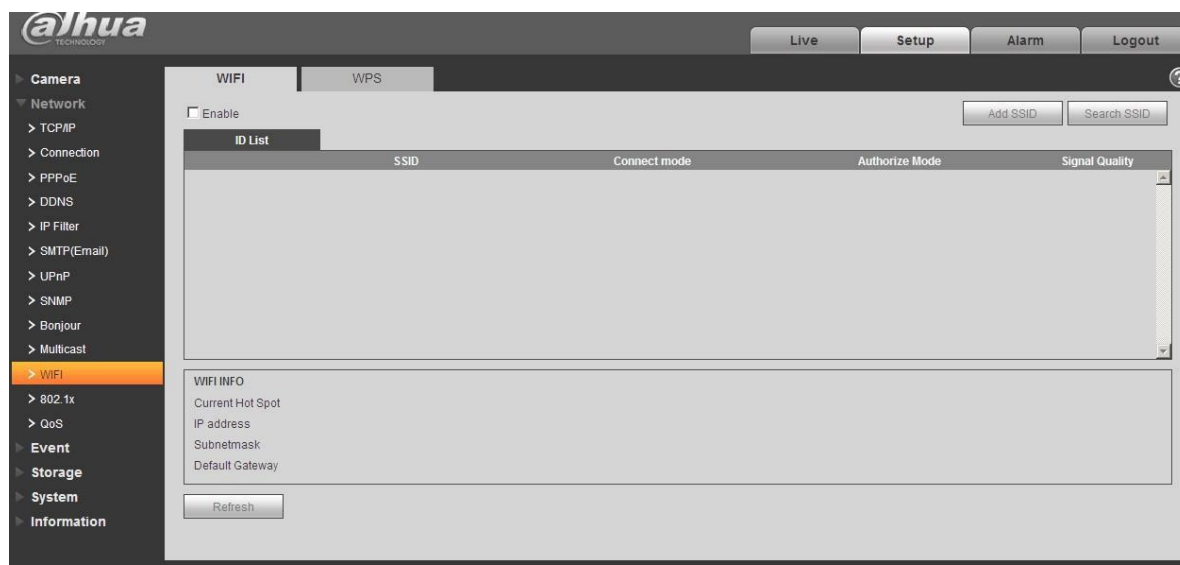 alhua
TECHNOLOGY
Live Setup Alarm Logout
Camera
Network
> TCP/IP
> Connection
> PPPoE
> DDNS
> IP Filter
> SMTP(Email)
> UPnP
> SNMP
> Bonjour
> Multicast
> WIFI
> 802.1x
> QoS
Event
Storage
System
Information
WIFI WPS
?
Enable Add SSID Search SSID
ID List
SSID Connect mode Authorize Mode Signal Quality
WIFI INFO
Current Hot Spot
IP address
Subnetmask
Default Gateway
Refresh